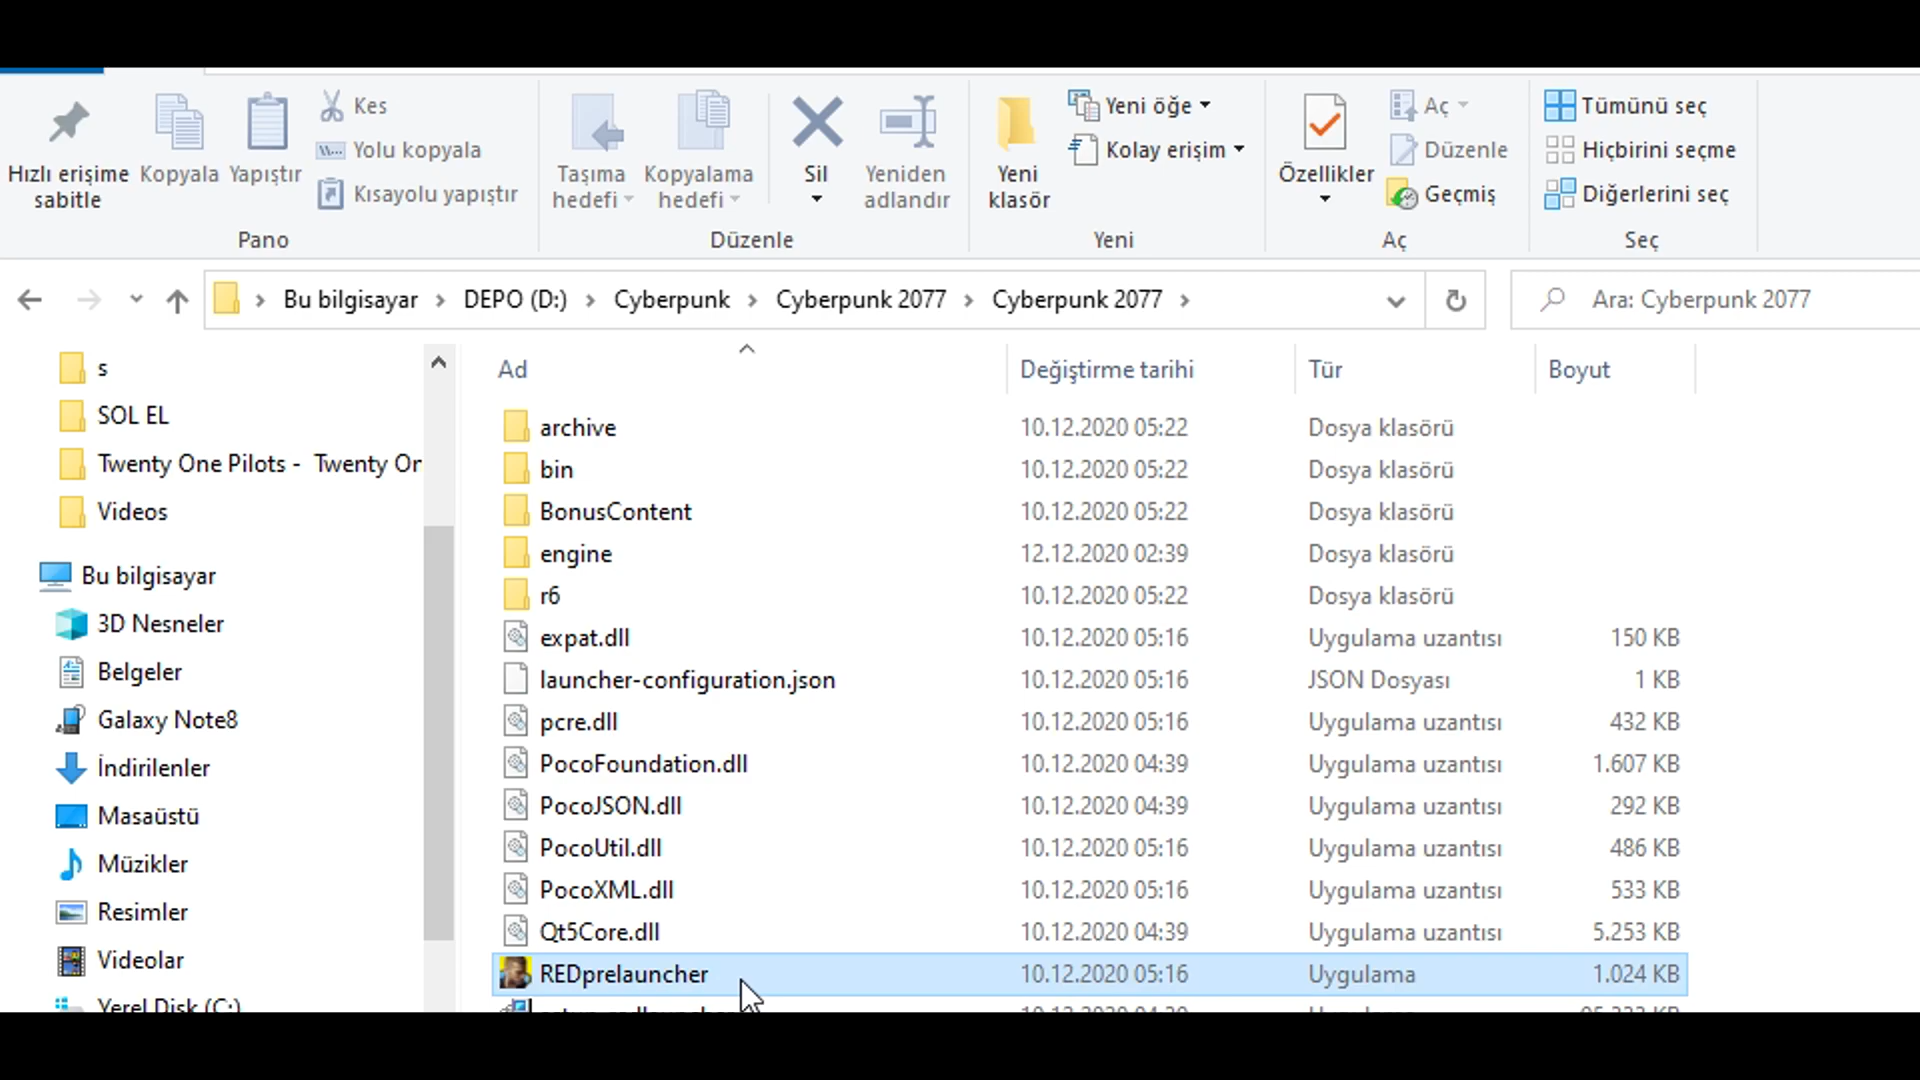 Hızlı erişime sabitle
Kopyala
Yapıştır
Kes
Yolu kopyala
Kısayolu yapıştır
Pano
Taşıma hedefi
Kopyalama hedefi
Sil
Yeniden adlandır
Düzenle
Yeni klasör
Yeni öğe
Kolay erişim
Yeni
Özellikler
Aç
Düzenle
Geçmiş
Aç
Tümünü seç
Hiçbirini seçme
Diğerlerini seç
Seç
Bu bilgisayar > DEPO (D:) > Cyberpunk > Cyberpunk 2077 > Cyberpunk 2077 >
Ara: Cyberpunk 2077
s
SOL EL
Twenty One Pilots - Twenty On
Videos
Bu bilgisayar
3D Nesneler
Belgeler
Galaxy Note8
İndirilenler
Masaüstü
Müzikler
Resimler
Videolar
Yerel Disk (C:)
Ad Değiştirme tarihi Tür Boyut
archive 10.12.2020 05:22 Dosya klasörü
bin 10.12.2020 05:22 Dosya klasörü
BonusContent 10.12.2020 05:22 Dosya klasörü
engine 12.12.2020 02:39 Dosya klasörü
r6 10.12.2020 05:22 Dosya klasörü
expat.dll 10.12.2020 05:16 Uygulama uzantısı 150 KB
launcher-configuration.json 10.12.2020 05:16 JSON Dosyası 1 KB
pcre.dll 10.12.2020 05:16 Uygulama uzantısı 432 KB
PocoFoundation.dll 10.12.2020 04:39 Uygulama uzantısı 1.607 KB
PocoJSON.dll 10.12.2020 04:39 Uygulama uzantısı 292 KB
PocoUtil.dll 10.12.2020 05:16 Uygulama uzantısı 486 KB
PocoXML.dll 10.12.2020 05:16 Uygulama uzantısı 533 KB
Qt5Core.dll 10.12.2020 04:39 Uygulama uzantısı 5.253 KB
REDprelauncher 10.12.2020 05:16 Uygulama 1.024 KB